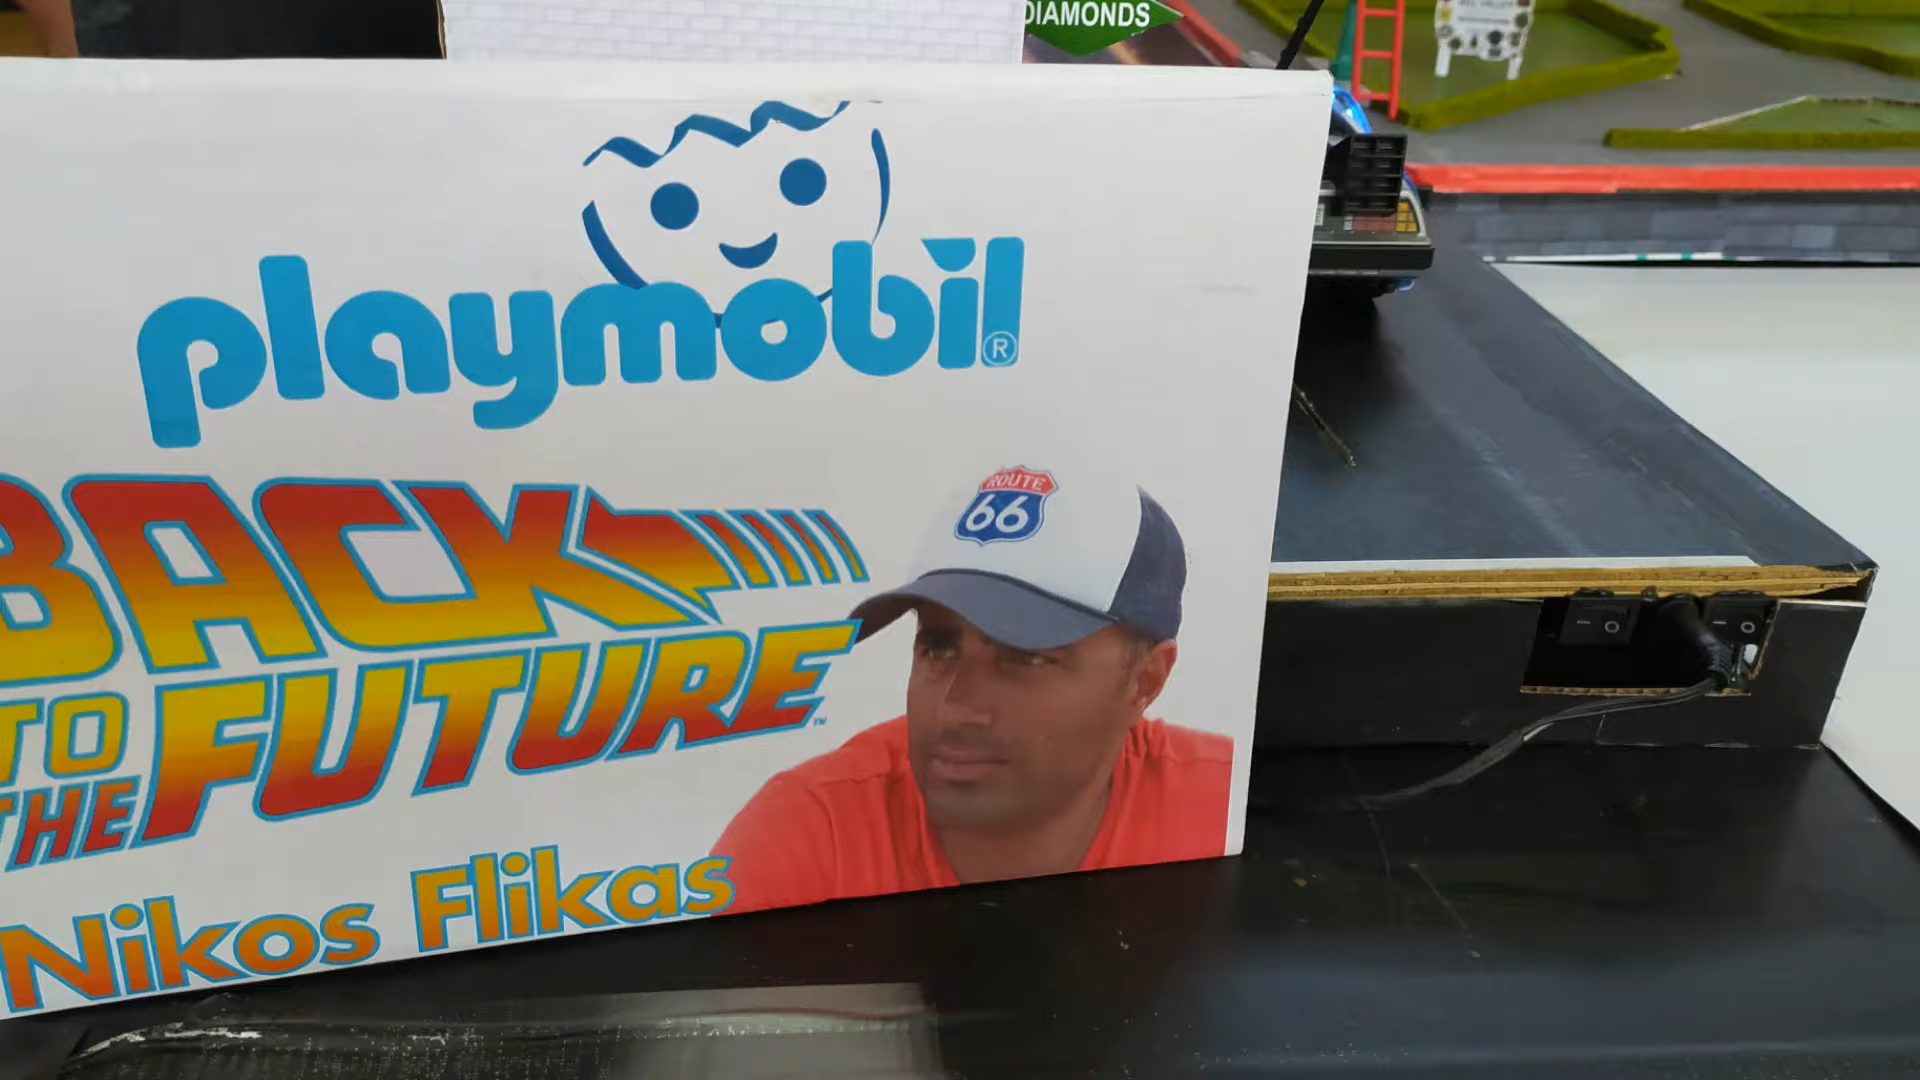 DIAMONDS
playmobil®
BACK
TO
THE
FUTURE™
ROUTE
66
Nikos Flikas